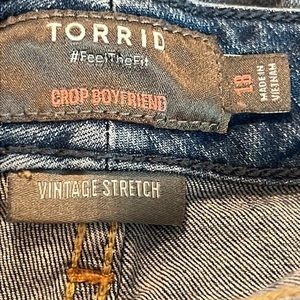 TORRID
#FeelTheFit
CROP BOYFRIEND
18
MADE IN
VIETNAM
VINTAGE STRETCH